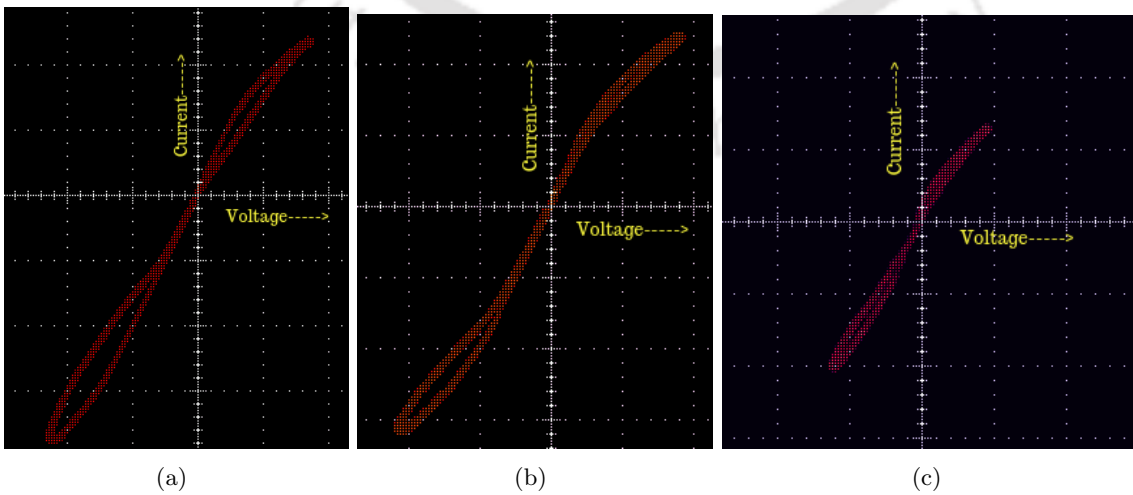 Current---->
Voltage----->
Current---->
Voltage----->
Current---->
Voltage----->
(a)
(b)
(c)